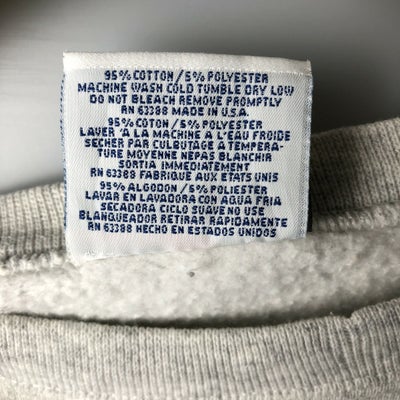 95% COTTON / 5% POLYESTER
MACHINE WASH COLD TUMBLE DRY LOW
DO NOT BLEACH REMOVE PROMPTLY
RN 63388 MADE IN U.S.A.
95% COTON / 5% POLYESTER
LAVER 'A LA MACHINE A L'EAU FROIDE
SECHER PAR CULBUTAGE A TEMPERA-
TURE MOYENNE NEPAS BLANCHIR
SORTIA IMMEDIATEMENT
RN 63388 FABRIQUE AUX ETATS UNIS
95% ALGODON / 5% POLIESTER
LAVAR EN LAVADORA CON AQUA FRIA
SECADORA CICLO SUAVE NO USE
BLANQUEADOR RETIRAR RAPIDAMENTE
RN 63388 HECHO EN ESTADOS UNIDOS